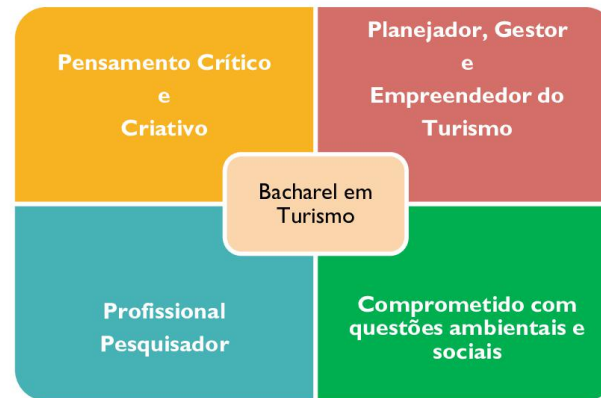 Pensamento Crítico
e
Criativo
Planejador, Gestor
e
Empreendedor do
Turismo
Bacharel em
Turismo
Profissional
Pesquisador
Comprometido com
questões ambientais e
sociais